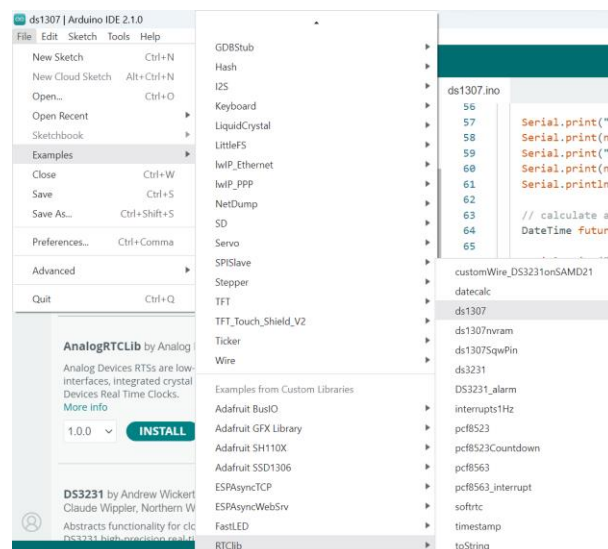 ds1307 | Arduino IDE 2.1.0
File Edit Sketch Tools Help
New Sketch Ctrl+N
New Cloud Sketch Alt+Ctrl+N
Open... Ctrl+O
Open Recent
Sketchbook
Examples
Close Ctrl+W
Save Ctrl+S
Save As... Ctrl+Shift+S
Preferences... Ctrl+Comma
Advanced
Quit Ctrl+Q
AnalogRTCLib by Analog
Analog Devices RTSs are low-
interfaces, integrated crystal
Devices Real Time Clocks.
More info
1.0.0 INSTALL
DS3231 by Andrew Wickert
Claude Wippler, Northern W
Abstracts functionality for clo
DS3231 high-precision real-ti
GDBStub
Hash
I2S
Keyboard
LiquidCrystal
LittleFS
lwIP_Ethernet
lwIP_PPP
NetDump
SD
Servo
SPISlave
Stepper
TFT
TFT_Touch_Shield_V2
Ticker
Wire
Examples from Custom Libraries
Adafruit BusIO
Adafruit GFX Library
Adafruit SH110X
Adafruit SSD1306
ESPAsyncTCP
ESPAsyncWebSrv
FastLED
RTClib
ds1307.ino
56
57 Serial.print("
58 Serial.print(n
59 Serial.print("
60 Serial.print(n
61 Serial.println
62
63 // calculate a
64 DateTime futur
65
customWire_DS3231onSAMD21
datecalc
ds1307
ds1307nvram
ds1307SqwPin
ds3231
DS3231_alarm
interrupts1Hz
pcf8523
pcf8523Countdown
pcf8563
pcf8563_interrupt
softrtc
timestamp
toString